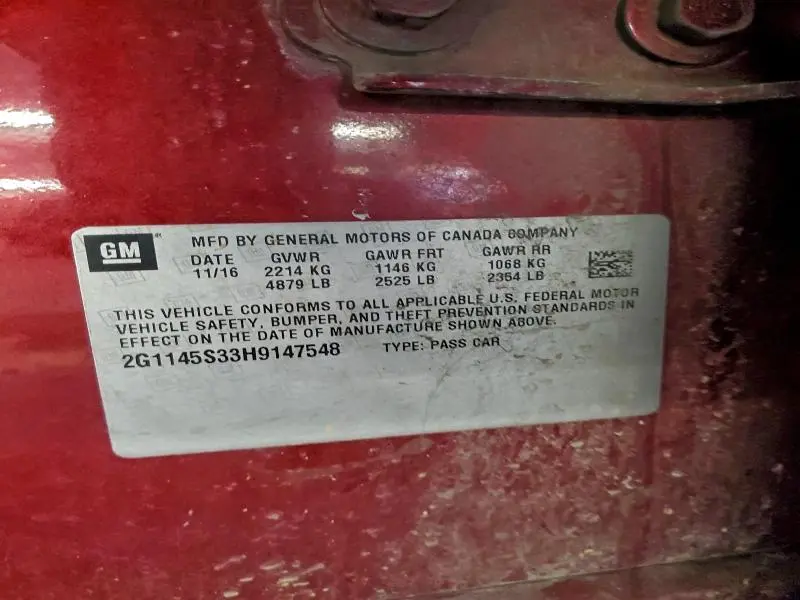 GM
MFD BY GENERAL MOTORS OF CANADA COMPANY
DATE GVWR GAWR FRT GAWR RR
11/16 2214 KG 1146 KG 1068 KG
4879 LB 2525 LB 2354 LB
THIS VEHICLE CONFORMS TO ALL APPLICABLE U.S. FEDERAL MOTOR
VEHICLE SAFETY, BUMPER, AND THEFT PREVENTION STANDARDS IN
EFFECT ON THE DATE OF MANUFACTURE SHOWN ABOVE.
2G1145S33H9147548 TYPE: PASS CAR